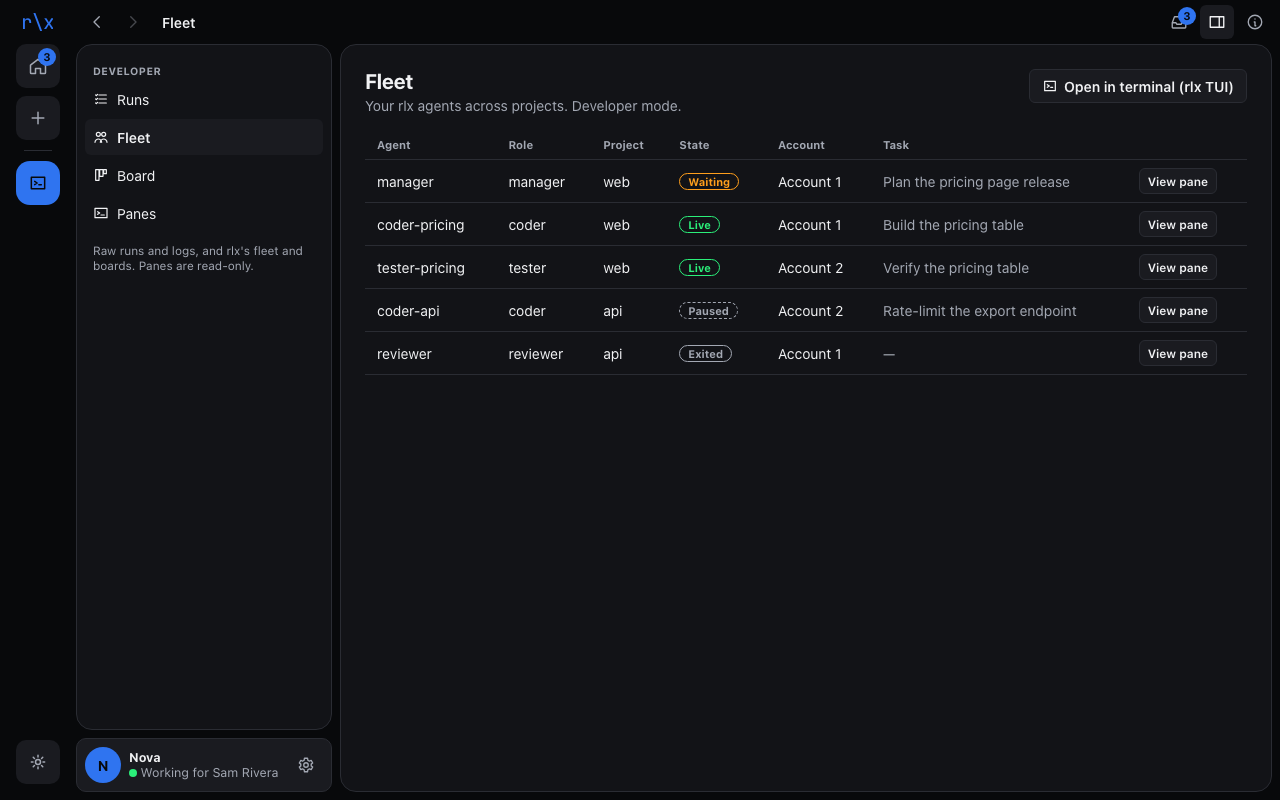 r\x
Fleet
3
3
DEVELOPER
Runs
Fleet
Board
Panes
Raw runs and logs, and rlx's fleet and
boards. Panes are read-only.
N
Nova
Working for Sam Rivera
Fleet
Your rlx agents across projects. Developer mode.
Open in terminal (rlx TUI)
Agent Role Project State Account Task
manager manager web Waiting Account 1 Plan the pricing page release View pane
coder-pricing coder web Live Account 1 Build the pricing table View pane
tester-pricing tester web Live Account 2 Verify the pricing table View pane
coder-api coder api Paused Account 2 Rate-limit the export endpoint View pane
reviewer reviewer api Exited Account 1 — View pane